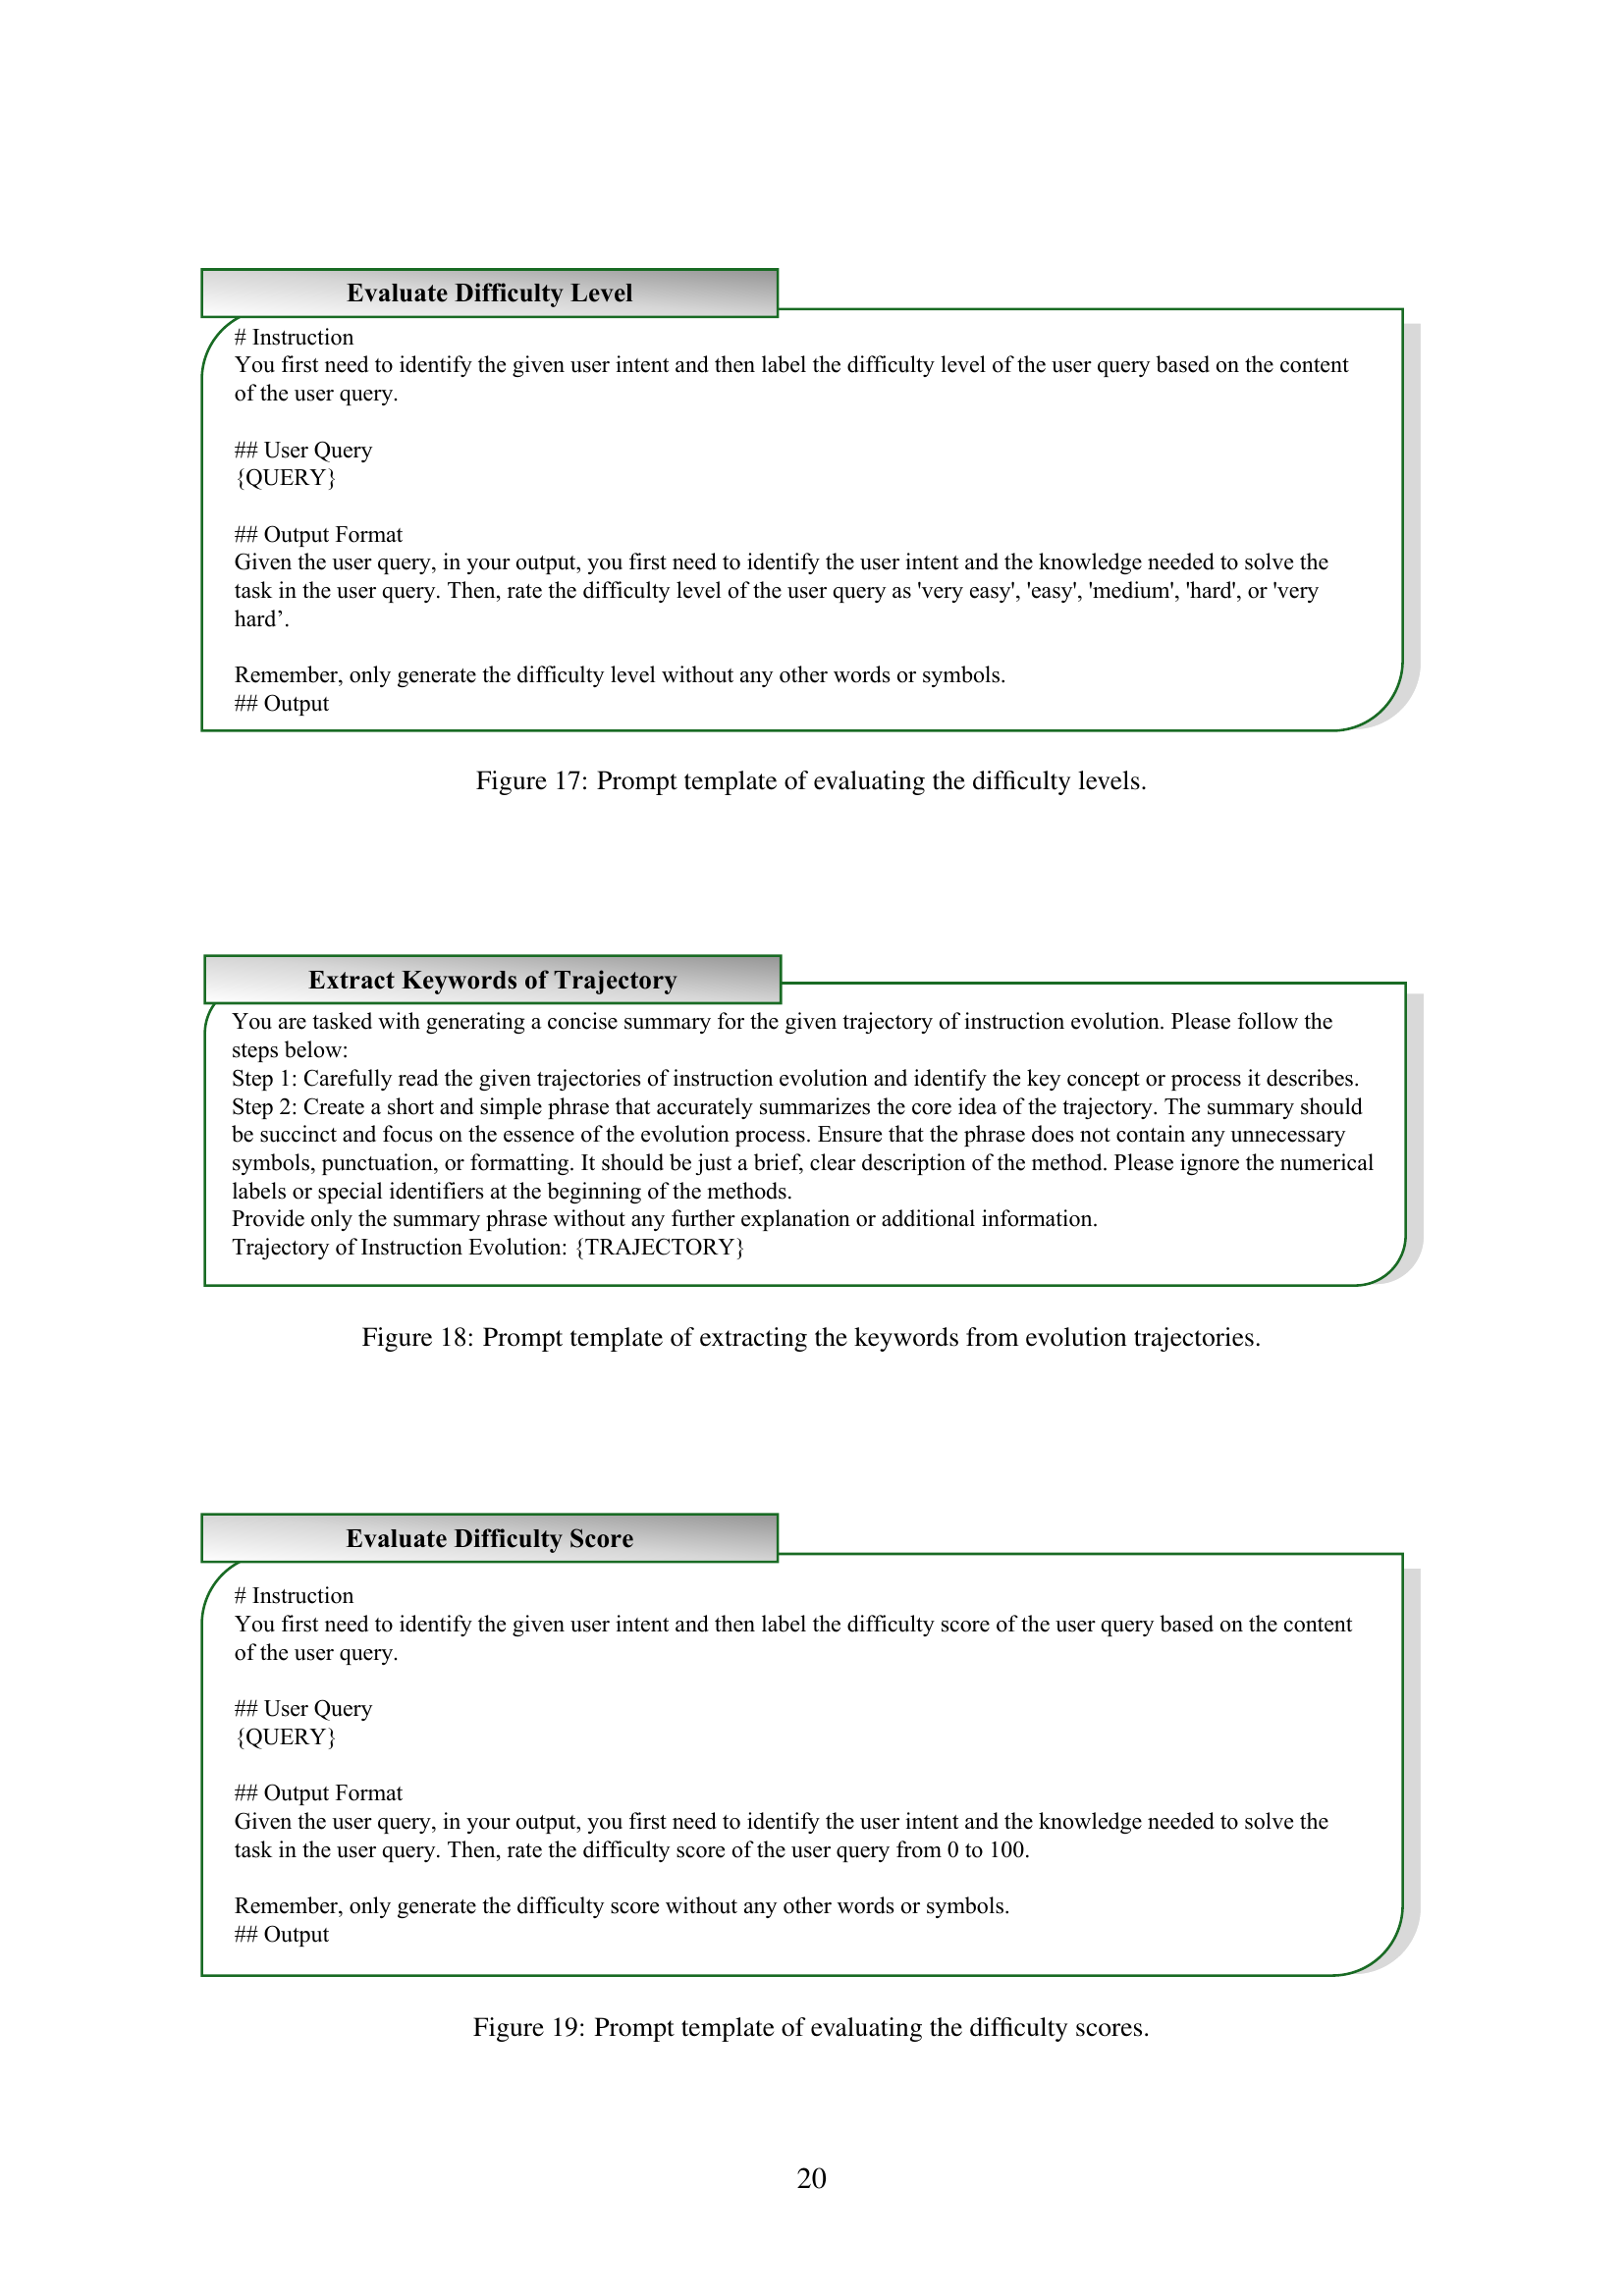 Evaluate Difficulty Level
# Instruction
You first need to identify the given user intent and then label the difficulty level of the user query based on the content
of the user query.
## User Query
{QUERY}
## Output Format
Given the user query, in your output, you first need to identify the user intent and the knowledge needed to solve the
task in the user query. Then, rate the difficulty level of the user query as 'very easy', 'easy', 'medium', 'hard', or 'very
hard’.
Remember, only generate the difficulty level without any other words or symbols.
## Output
Figure 17: Prompt template of evaluating the difficulty levels.
Extract Keywords of Trajectory
You are tasked with generating a concise summary for the given trajectory of instruction evolution. Please follow the
steps below:
Step 1: Carefully read the given trajectories of instruction evolution and identify the key concept or process it describes.
Step 2: Create a short and simple phrase that accurately summarizes the core idea of the trajectory. The summary should
be succinct and focus on the essence of the evolution process. Ensure that the phrase does not contain any unnecessary
symbols, punctuation, or formatting. It should be just a brief, clear description of the method. Please ignore the numerical
labels or special identifiers at the beginning of the methods.
Provide only the summary phrase without any further explanation or additional information.
Trajectory of Instruction Evolution: {TRAJECTORY}
Figure 18: Prompt template of extracting the keywords from evolution trajectories.
Evaluate Difficulty Score
# Instruction
You first need to identify the given user intent and then label the difficulty score of the user query based on the content
of the user query.
## User Query
{QUERY}
## Output Format
Given the user query, in your output, you first need to identify the user intent and the knowledge needed to solve the
task in the user query. Then, rate the difficulty score of the user query from 0 to 100.
Remember, only generate the difficulty score without any other words or symbols.
## Output
Figure 19: Prompt template of evaluating the difficulty scores.
20